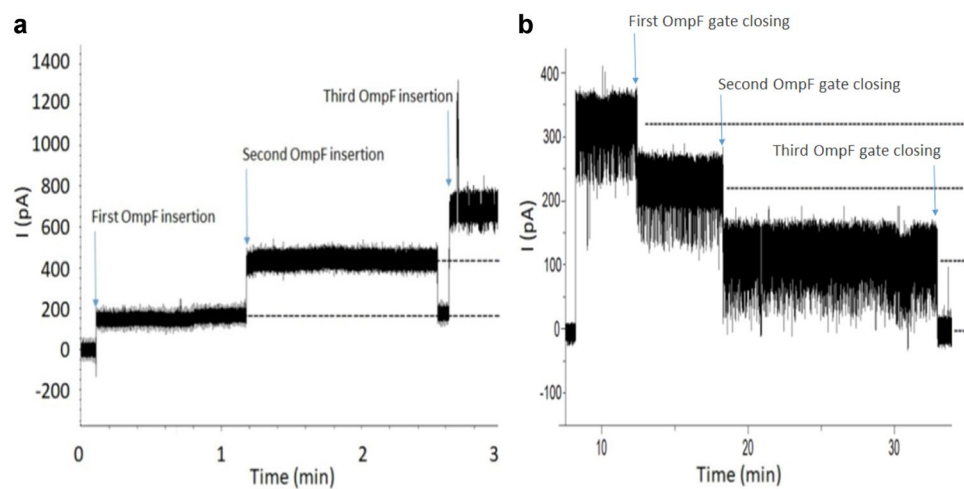 a
1400
1200
1000
800
600
400
200
0
-200
I (pA)
First OmpF insertion
Second OmpF insertion
Third OmpF insertion
0 1 2 3
Time (min)
b
400
300
200
100
0
-100
I (pA)
First OmpF gate closing
Second OmpF gate closing
Third OmpF gate closing
10 20 30
Time (min)